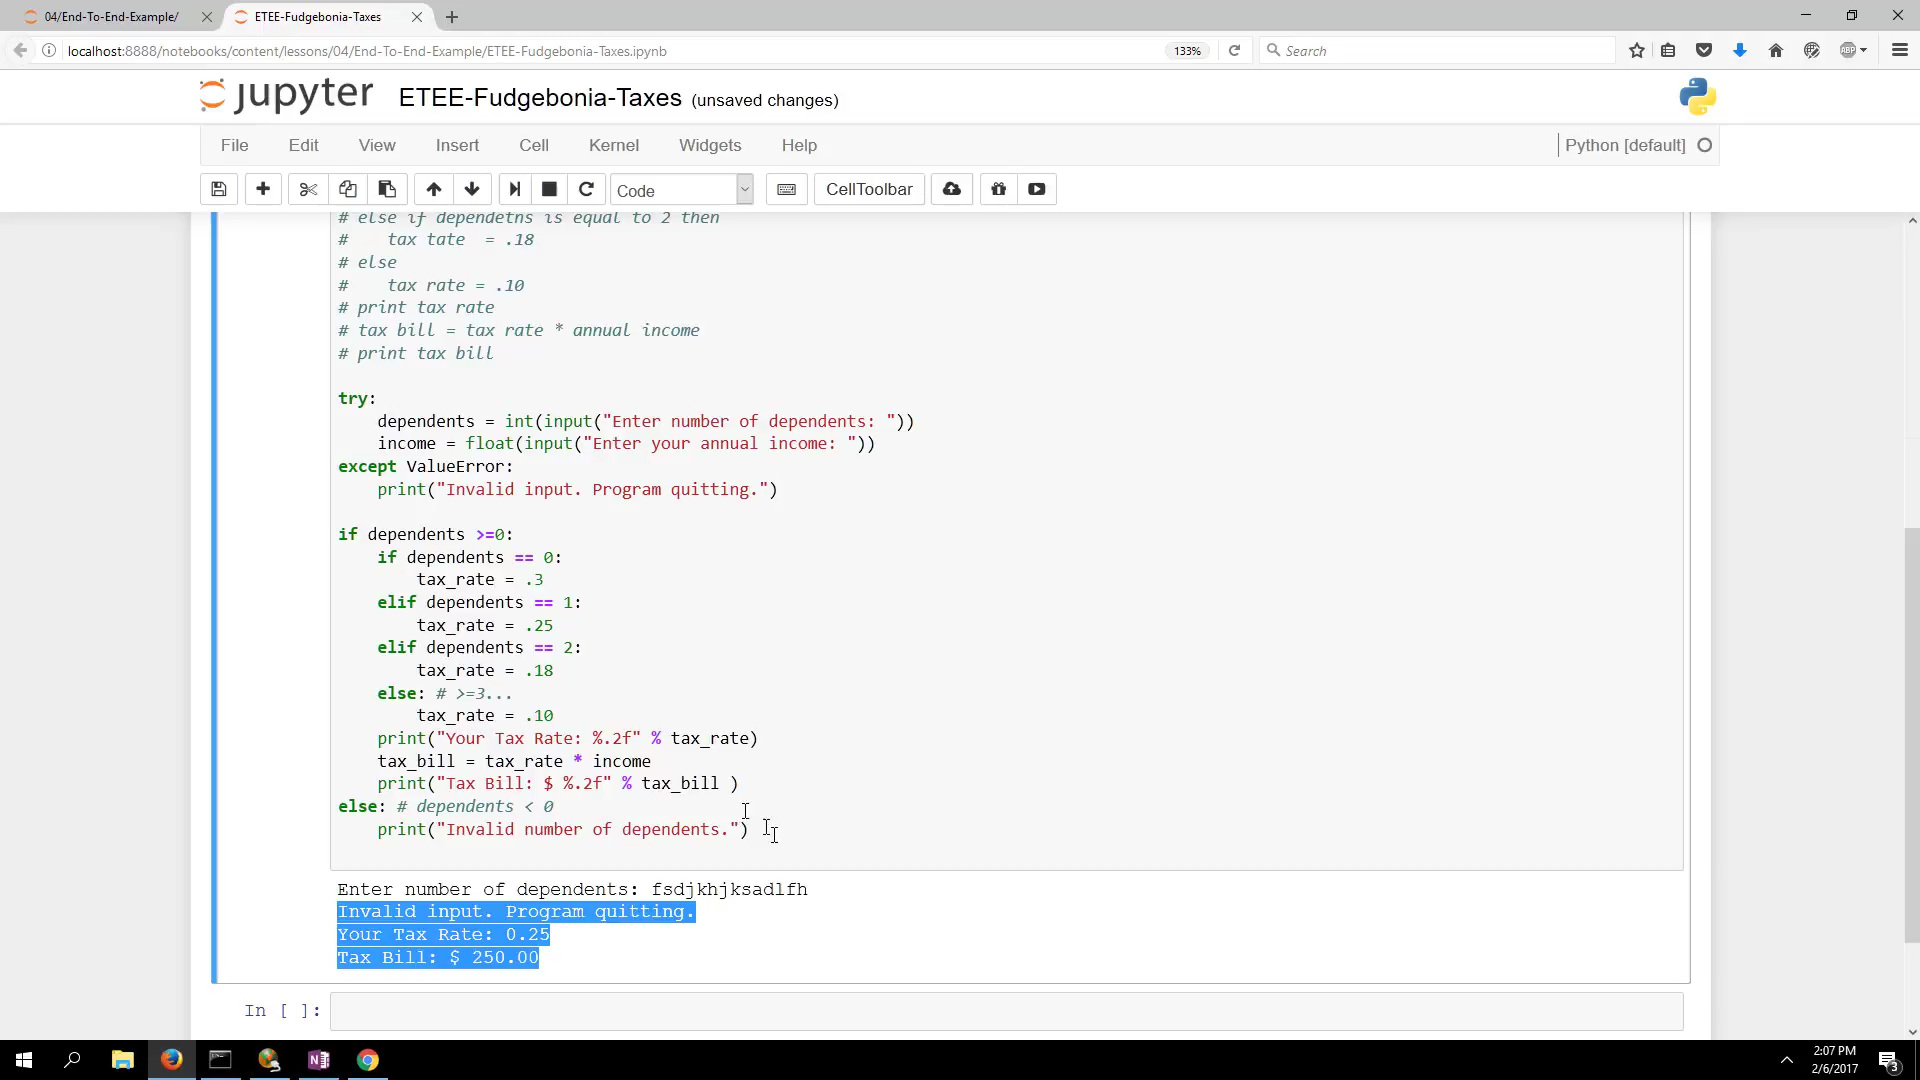 04/End-To-End-Example/
ETEE-Fudgebonia-Taxes
localhost:8888/notebooks/content/lessons/04/End-To-End-Example/ETEE-Fudgebonia-Taxes.ipynb
133%
Search
ABP
jupyter ETEE-Fudgebonia-Taxes (unsaved changes)
File Edit View Insert Cell Kernel Widgets Help
Python [default]
Code
CellToolbar
# else if dependetns is equal to 2 then
#    tax tate  = .18
# else
#    tax rate = .10
# print tax rate
# tax bill = tax rate * annual income
# print tax bill
try:
    dependents = int(input("Enter number of dependents: "))
    income = float(input("Enter your annual income: "))
except ValueError:
    print("Invalid input. Program quitting.")
if dependents >=0:
    if dependents == 0:
        tax_rate = .3
    elif dependents == 1:
        tax_rate = .25
    elif dependents == 2:
        tax_rate = .18
    else: # >=3...
        tax_rate = .10
    print("Your Tax Rate: %.2f" % tax_rate)
    tax_bill = tax_rate * income
    print("Tax Bill: $ %.2f" % tax_bill )
else: # dependents < 0
    print("Invalid number of dependents.")
Enter number of dependents: fsdjkhjksadlfh
Invalid input. Program quitting.
Your Tax Rate: 0.25
Tax Bill: $ 250.00
In [ ]:
N
2:07 PM
2/6/2017
3